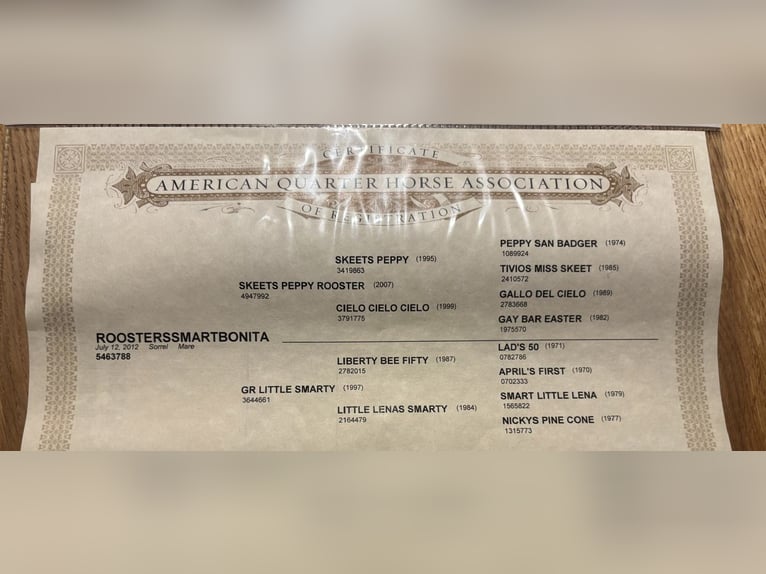 CERTIFICATE
AMERICAN QUARTER HORSE ASSOCIATION
OF REGISTRATION
PEPPY SAN BADGER (1974)
1089924
SKEETS PEPPY (1995)
3419863
TIVIOS MISS SKEET (1985)
2410572
SKEETS PEPPY ROOSTER (2007)
4947992
GALLO DEL CIELO (1989)
2783668
CIELO CIELO CIELO (1999)
3791775
GAY BAR EASTER (1982)
1975570
ROOSTERSSMARTBONITA
July 12, 2012 Sorrel Mare
5463788
LAD'S 50 (1971)
0782786
LIBERTY BEE FIFTY (1987)
2782015
APRIL'S FIRST (1970)
0702333
GR LITTLE SMARTY (1997)
3644661
SMART LITTLE LENA (1979)
1565822
LITTLE LENAS SMARTY (1984)
2164479
NICKYS PINE CONE (1977)
1315773